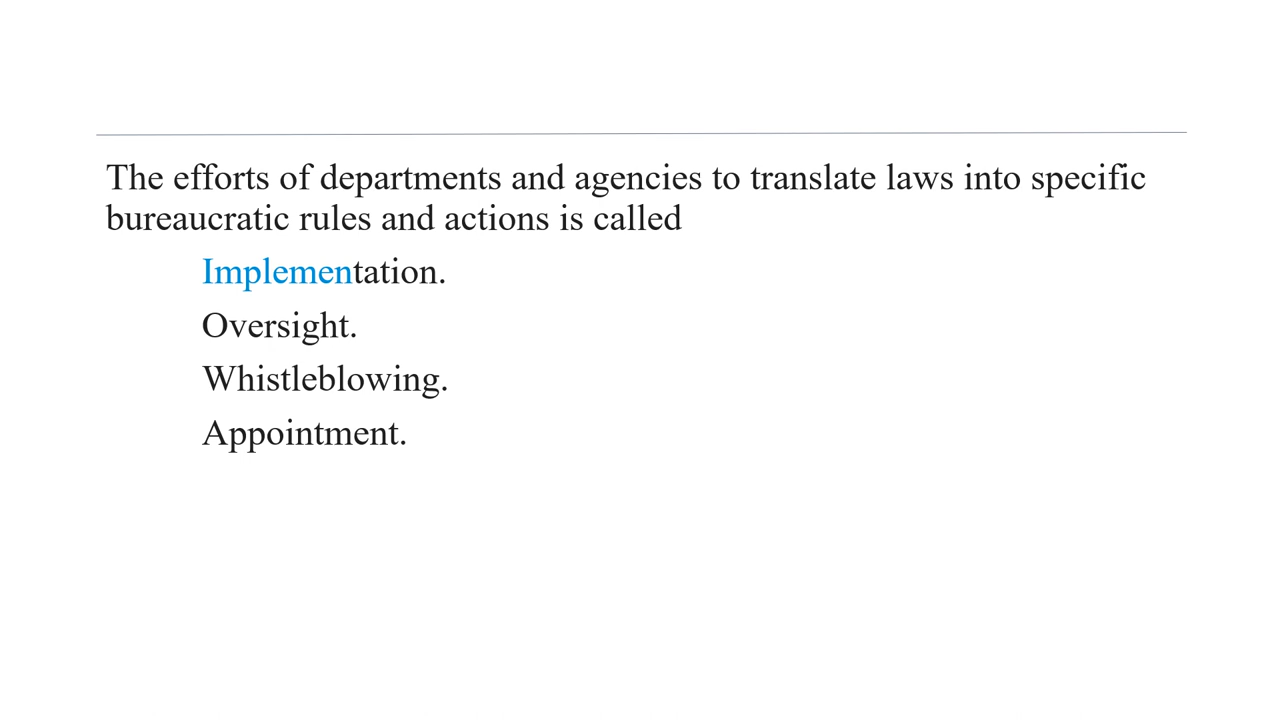 The efforts of departments and agencies to translate laws into specific
bureaucratic rules and actions is called
Implementation.
Oversight.
Whistleblowing.
Appointment.